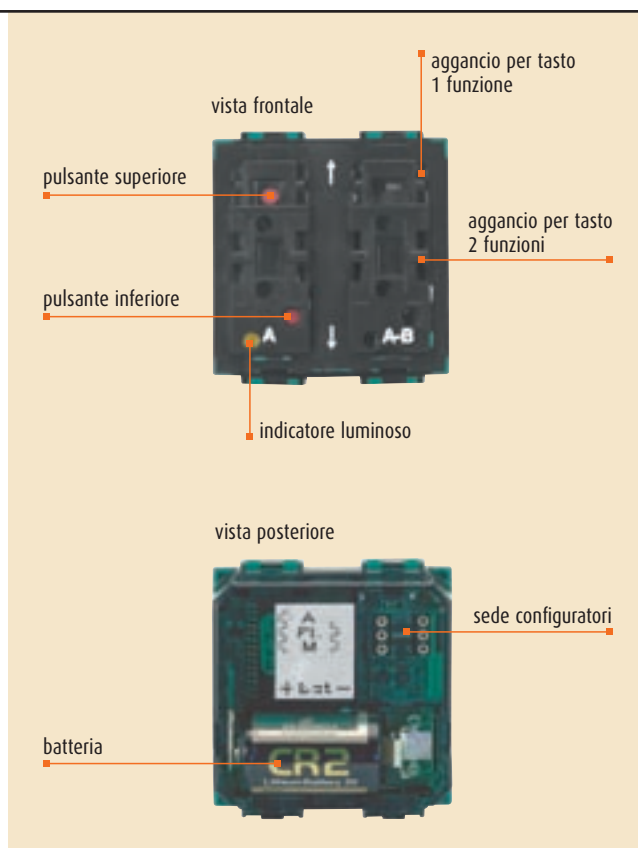 aggancio per tasto
1 funzione
vista frontale
pulsante superiore
aggancio per tasto
2 funzioni
pulsante inferiore
A
A-B
indicatore luminoso
vista posteriore
sede configuratori
A
M
+ bat -
batteria
CR2